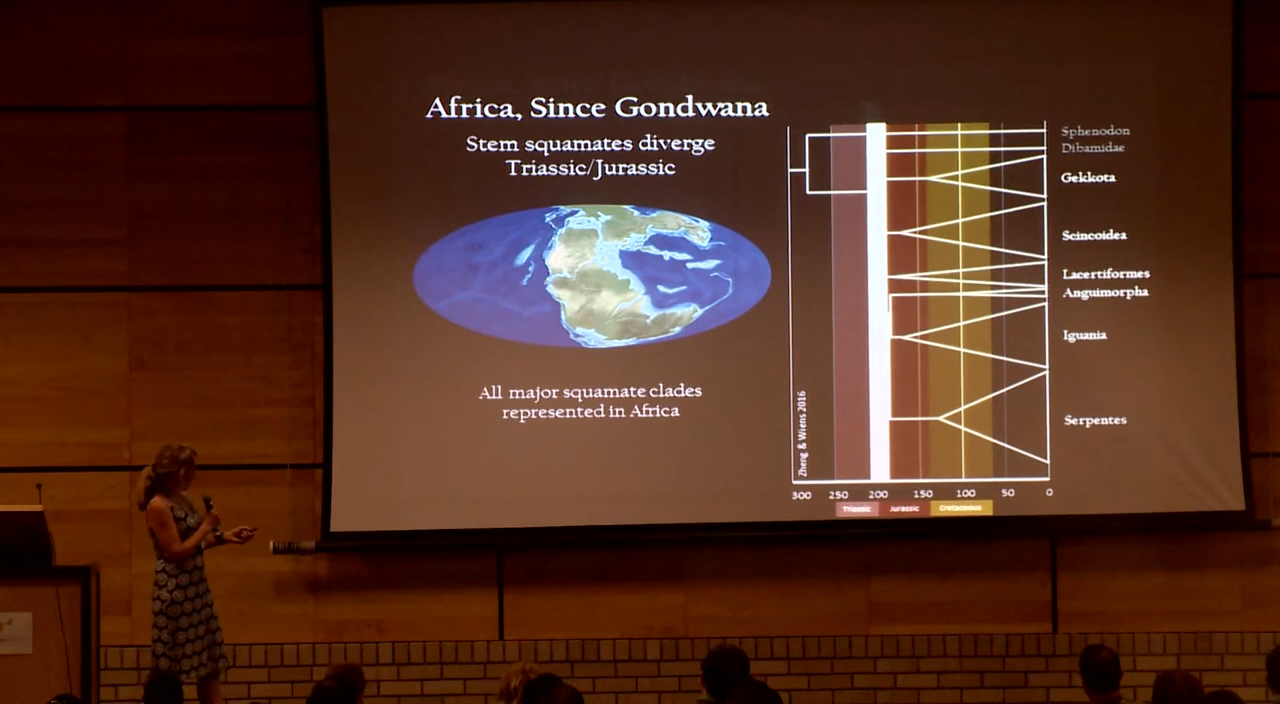 Africa, Since Gondwana
Stem squamates diverge
Triassic/Jurassic
All major squamate clades
represented in Africa
Sphenodon
Dibamidae
Gekkota
Scincoidea
Lacertiformes
Anguimorpha
Iguania
Serpentes
Zheng & Wiens 2016
300 250 200 150 100 50 0
Triassic Jurassic Cretaceous